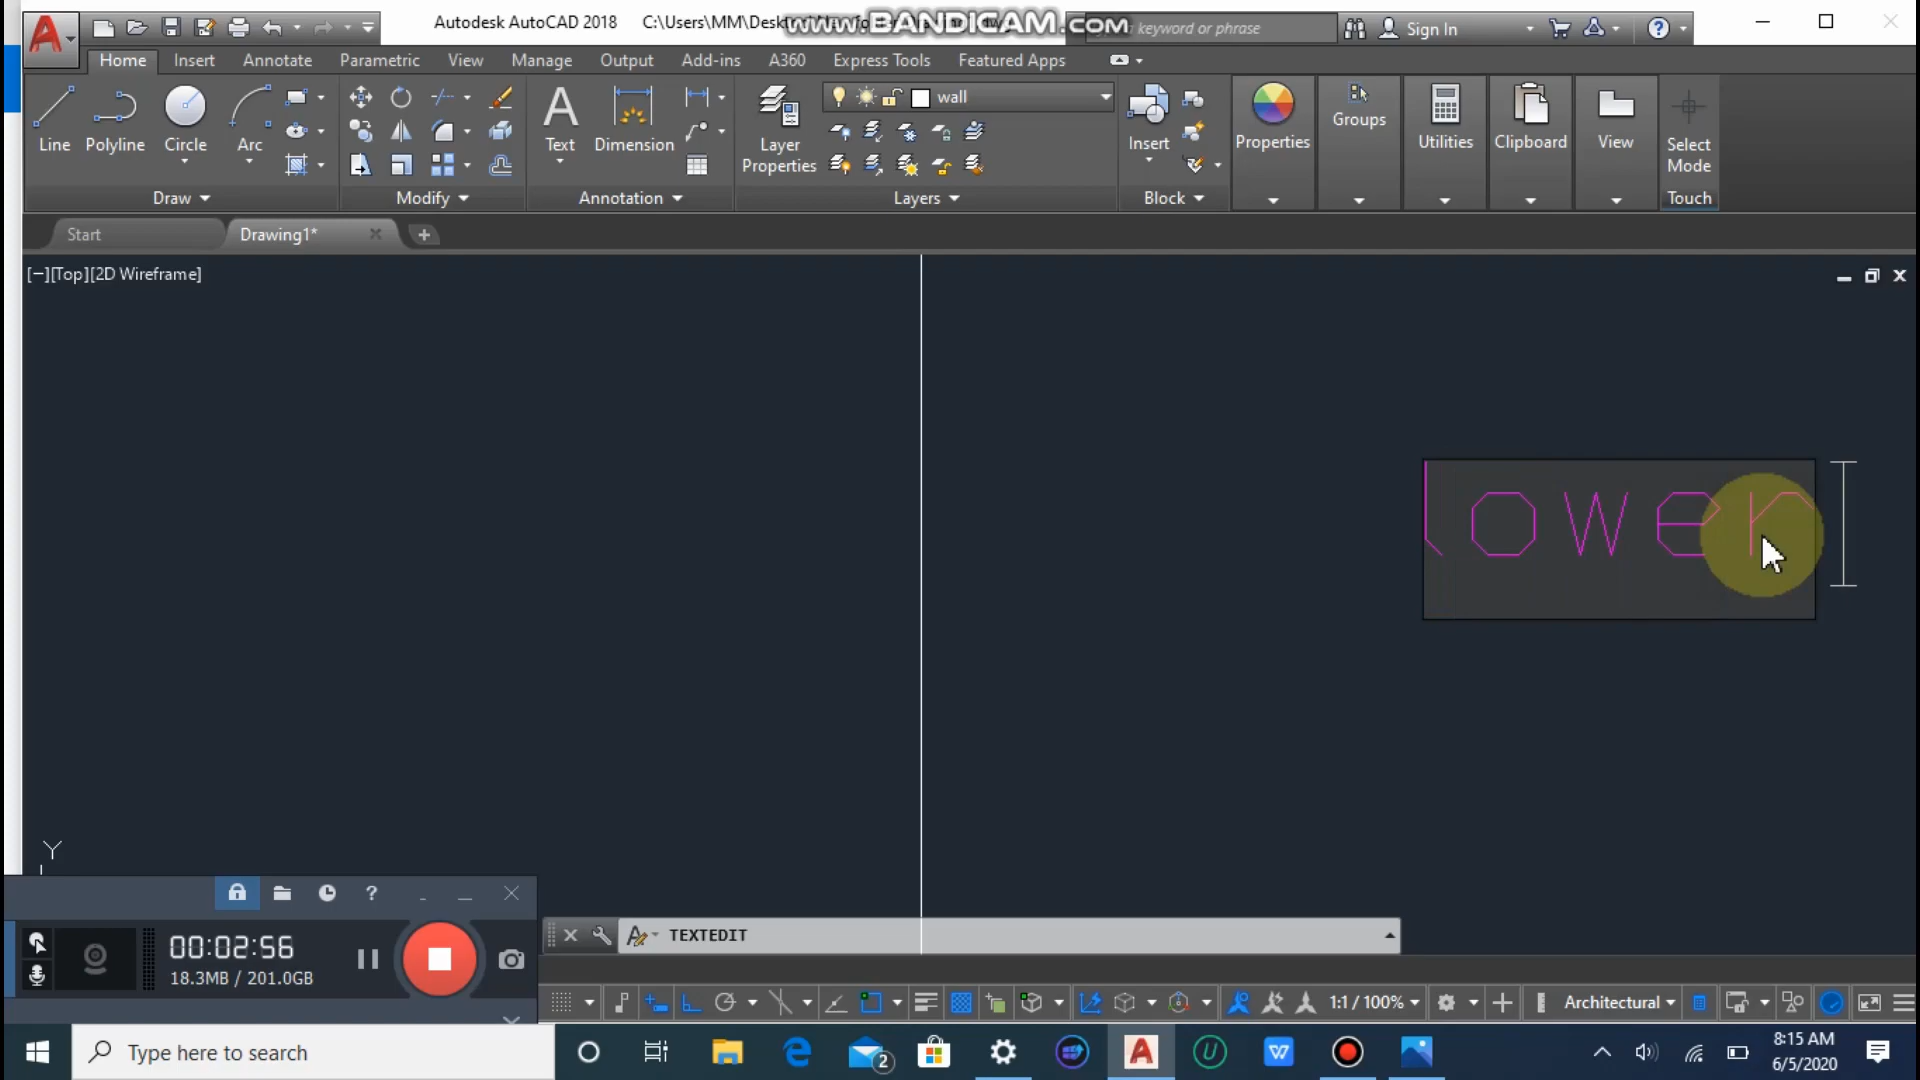 Autodesk AutoCAD 2018 C:\Users\MM\Desk
www.BANDICAM.com
keyword or phrase
Sign In
Home Insert Annotate Parametric View Manage Output Add-ins A360 Express Tools Featured Apps
Line Polyline Circle Arc
Text Dimension
Layer Properties
wall
Insert
Properties
Groups
Utilities
Clipboard
View
Select Mode
Draw Modify Annotation Layers Block Touch
Start Drawing1*
[−][Top][2D Wireframe]
lower
Y
TEXTEDIT
00:02:56
18.3MB / 201.0GB
1:1 / 100% Architectural
Type here to search
2
8:15 AM
6/5/2020